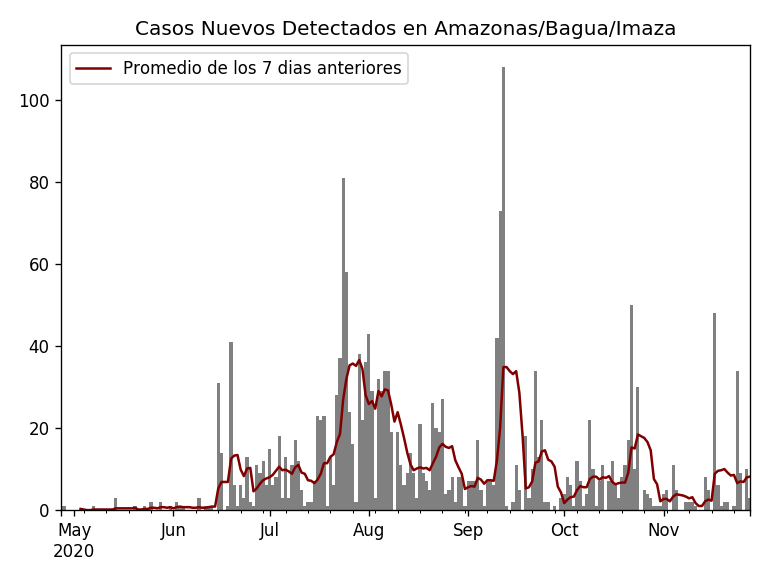 Casos Nuevos Detectados en Amazonas/Bagua/Imaza
Promedio de los 7 dias anteriores
100
80
60
40
20
0
May Jun Jul Aug Sep Oct Nov
2020